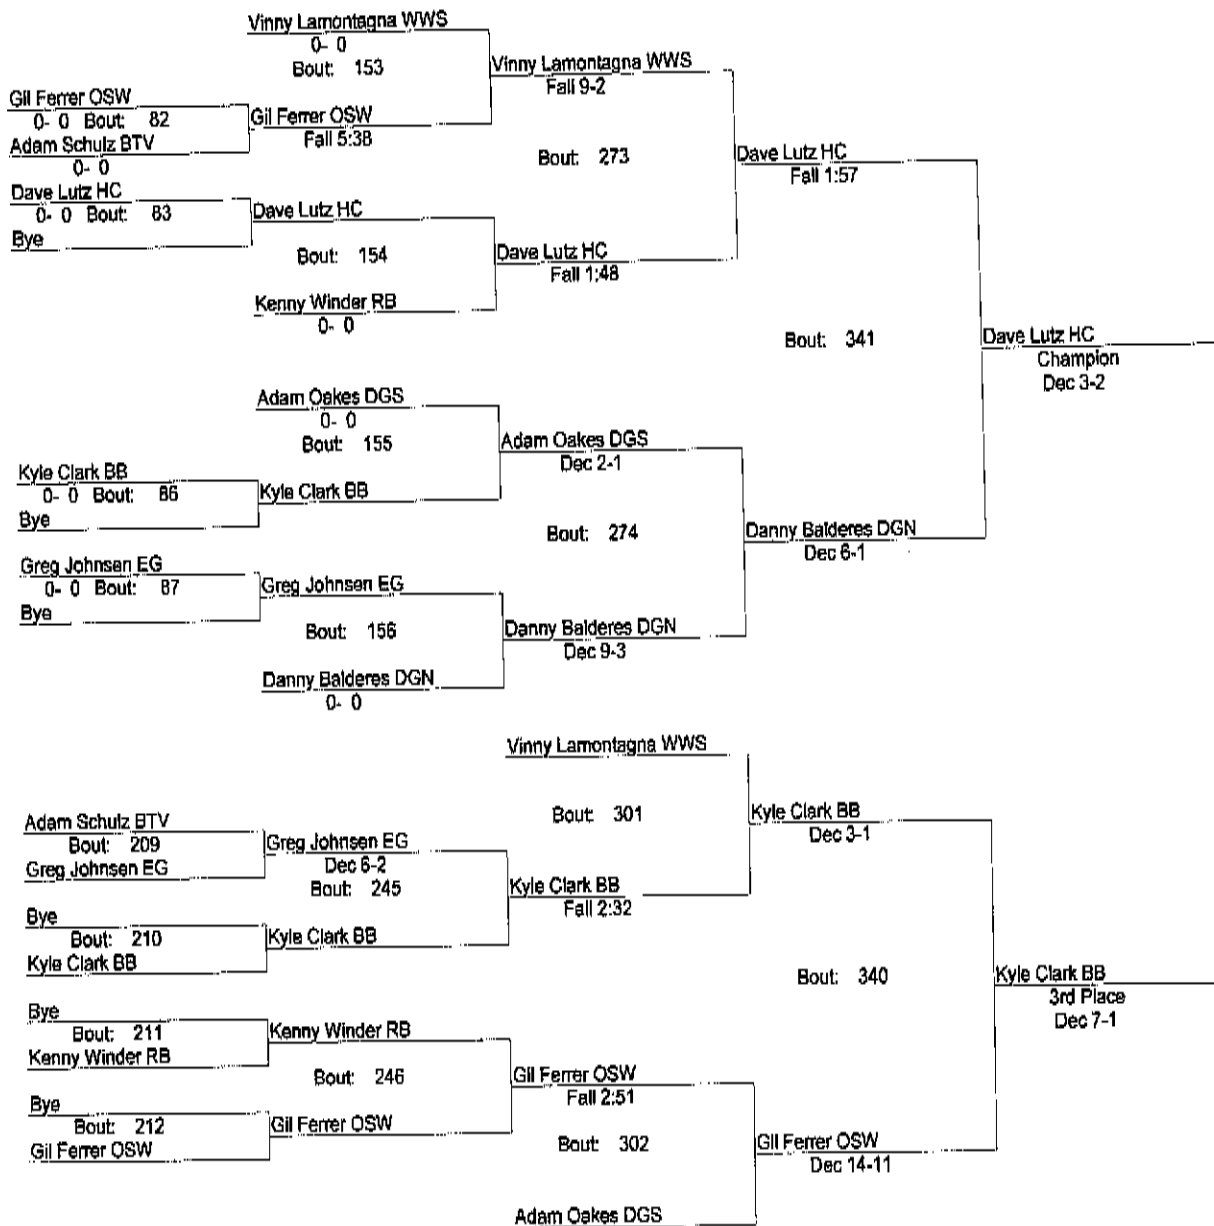 Vinny Lamontagna WWS
0- 0
Bout: 153
Vinny Lamontagna WWS
Fall 9-2
Gil Ferrer OSW
0- 0 Bout: 82
Gil Ferrer OSW
Fall 5:38
Adam Schulz BTV
0- 0
Bout: 273
Dave Lutz HC
Fall 1:57
Dave Lutz HC
0- 0 Bout: 83
Dave Lutz HC
Bye
Bout: 154
Dave Lutz HC
Fall 1:48
Kenny Winder RB
0- 0
Bout: 341
Dave Lutz HC
Champion
Dec 3-2
Adam Oakes DGS
0- 0
Bout: 155
Adam Oakes DGS
Dec 2-1
Kyle Clark BB
0- 0 Bout: 86
Kyle Clark BB
Bye
Bout: 274
Danny Balderes DGN
Dec 6-1
Greg Johnsen EG
0- 0 Bout: 87
Greg Johnsen EG
Bye
Bout: 156
Danny Balderes DGN
Dec 9-3
Danny Balderes DGN
0- 0
Vinny Lamontagna WWS
Bout: 301
Kyle Clark BB
Dec 3-1
Adam Schulz BTV
Bout: 209
Greg Johnsen EG
Greg Johnsen EG
Dec 6-2
Bout: 245
Kyle Clark BB
Fall 2:32
Bye
Bout: 210
Kyle Clark BB
Kyle Clark BB
Bout: 340
Kyle Clark BB
3rd Place
Dec 7-1
Bye
Bout: 211
Kenny Winder RB
Kenny Winder RB
Bout: 246
Gil Ferrer OSW
Fall 2:51
Bye
Bout: 212
Gil Ferrer OSW
Gil Ferrer OSW
Bout: 302
Gil Ferrer OSW
Dec 14-11
Adam Oakes DGS